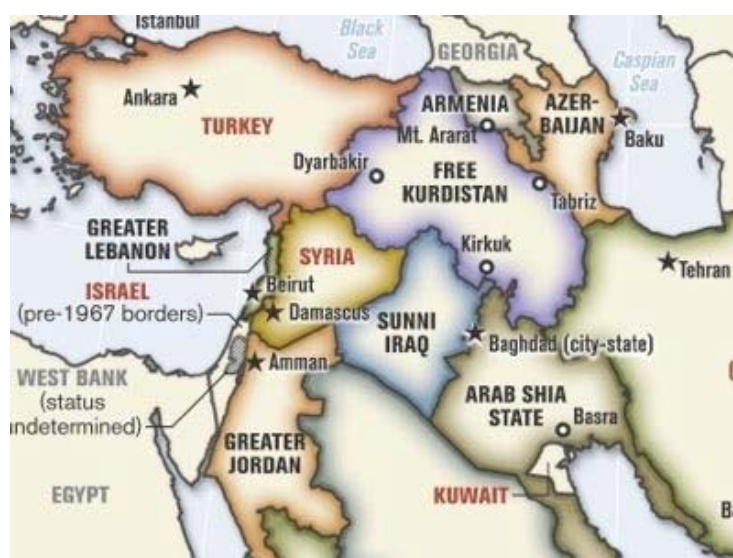 Istanbul
Black
Sea
GEORGIA
Caspian
Sea
Ankara
TURKEY
ARMENIA
AZER-
BAIJAN
Mt. Ararat
Baku
Dyarbakir
FREE
KURDISTAN
Tabriz
GREATER
LEBANON
SYRIA
Kirkuk
Tehran
ISRAEL
(pre-1967 borders)
Beirut
Damascus
SUNNI
IRAQ
Baghdad (city-state)
WEST BANK
(status
undetermined)
Amman
ARAB SHIA
STATE
Basra
GREATER
JORDAN
EGYPT
KUWAIT